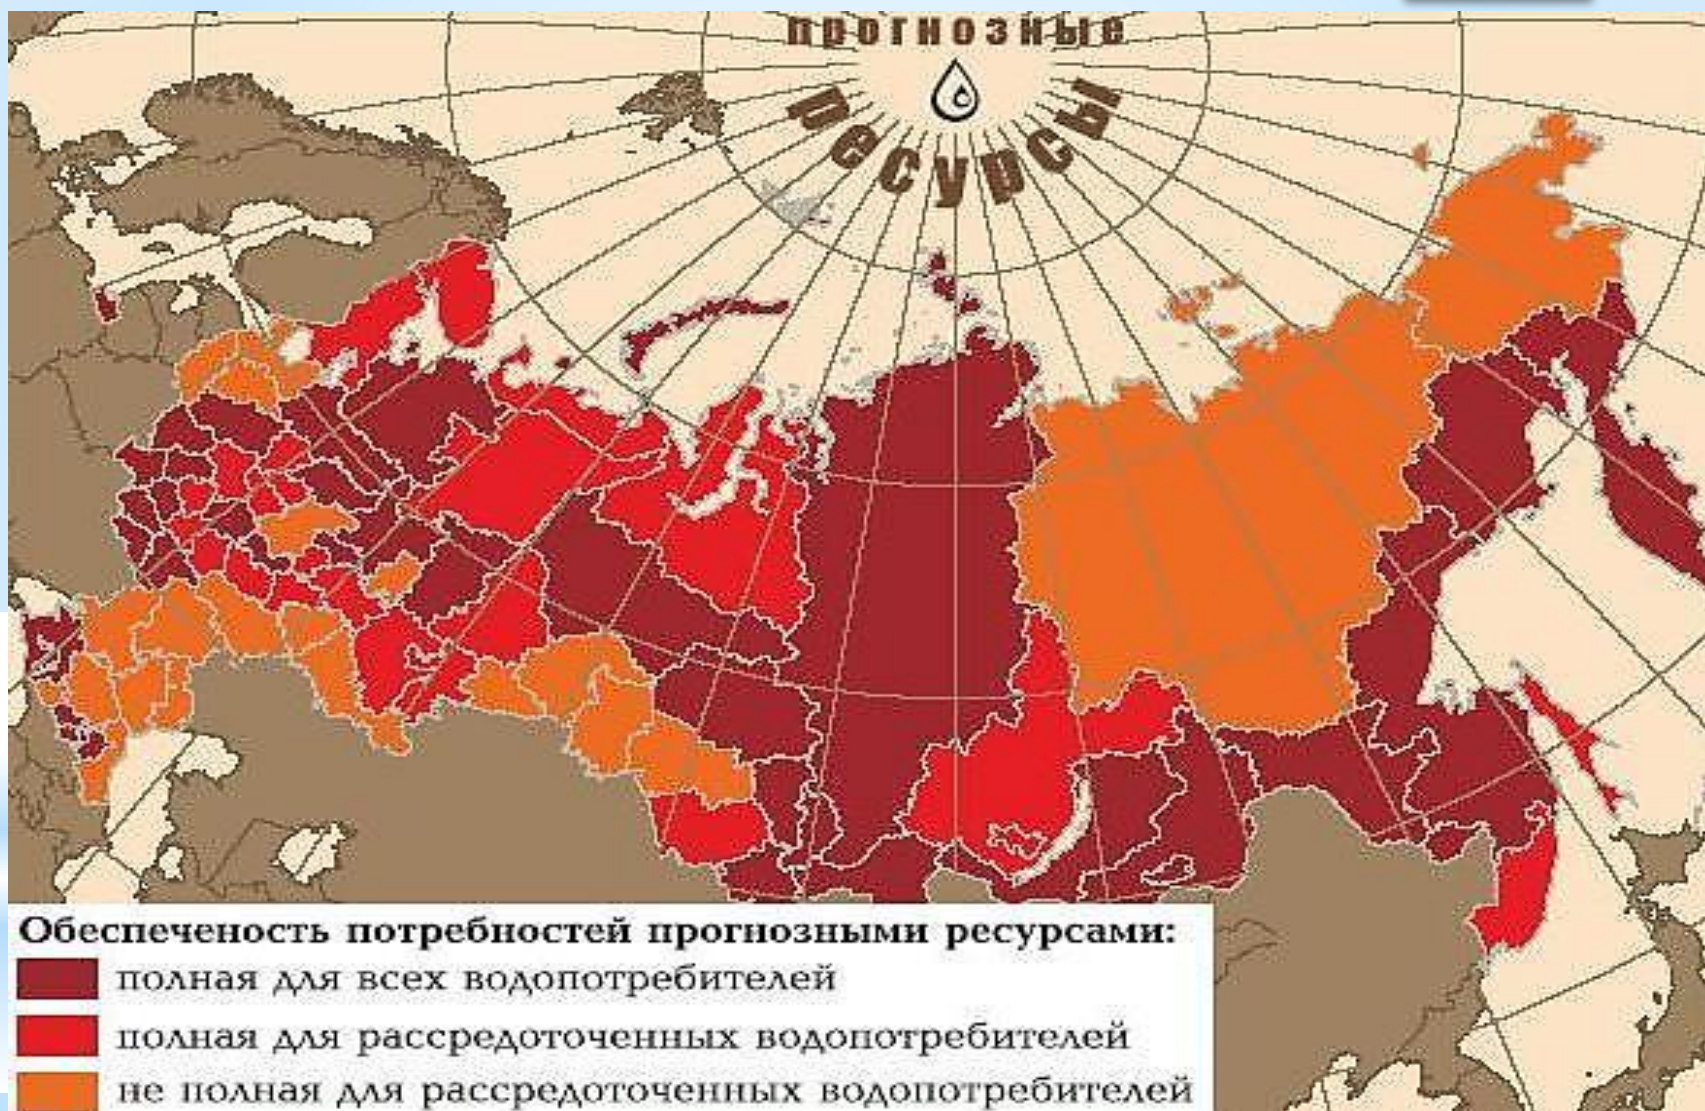 прогнозные
ресурсы
Обеспеченость потребностей прогнозными ресурсами:
полная для всех водопотребителей
полная для рассредоточенных водопотребителей
не полная для рассредоточенных водопотребителей